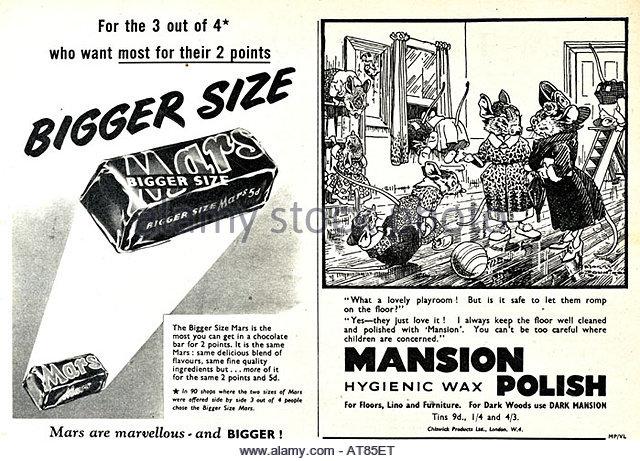 For the 3 out of 4*
who want most for their 2 points
BIGGER SIZE
Mars
BIGGER SIZE
BIGGER SIZE Mars 5d
Mars
The Bigger Size Mars is the
most you can get in a chocolate
bar for 2 points. It is the same
Mars : same delicious blend of
flavours, same fine quality
ingredients but . . . more of it
for the same 2 points and 5d.
* In 90 shops where the two sizes of Mars
were offered side by side 3 out of 4 people
chose the Bigger Size Mars.
Mars are marvellous - and BIGGER !
"What a lovely playroom ! But is it safe to let them romp
on the floor?"
"Yes—they just love it ! I always keep the floor well cleaned
and polished with 'Mansion'. You can't be too careful where
children are concerned."
MANSION
HYGIENIC WAX POLISH
For Floors, Lino and Furniture. For Dark Woods use DARK MANSION
Tins 9d., 1/4 and 4/3.
Chiswick Products Ltd., London, W.4.
MP/VL
alamy stock photo
www.alamy.com - AT85ET